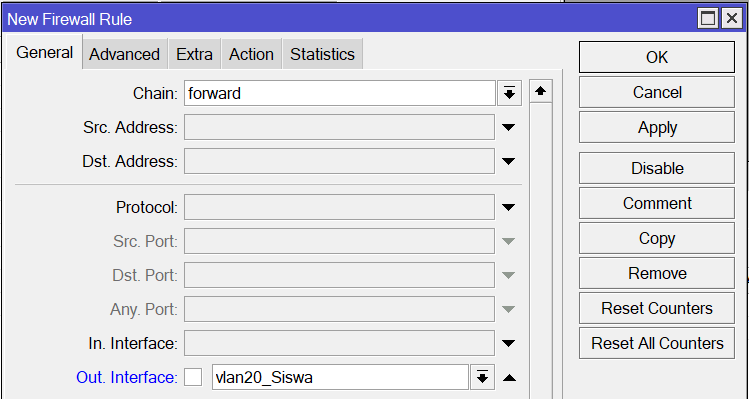 New Firewall Rule
General Advanced Extra Action Statistics
Chain: forward
Src. Address:
Dst. Address:
Protocol:
Src. Port:
Dst. Port:
Any. Port:
In. Interface:
Out. Interface: vlan20_Siswa
OK
Cancel
Apply
Disable
Comment
Copy
Remove
Reset Counters
Reset All Counters